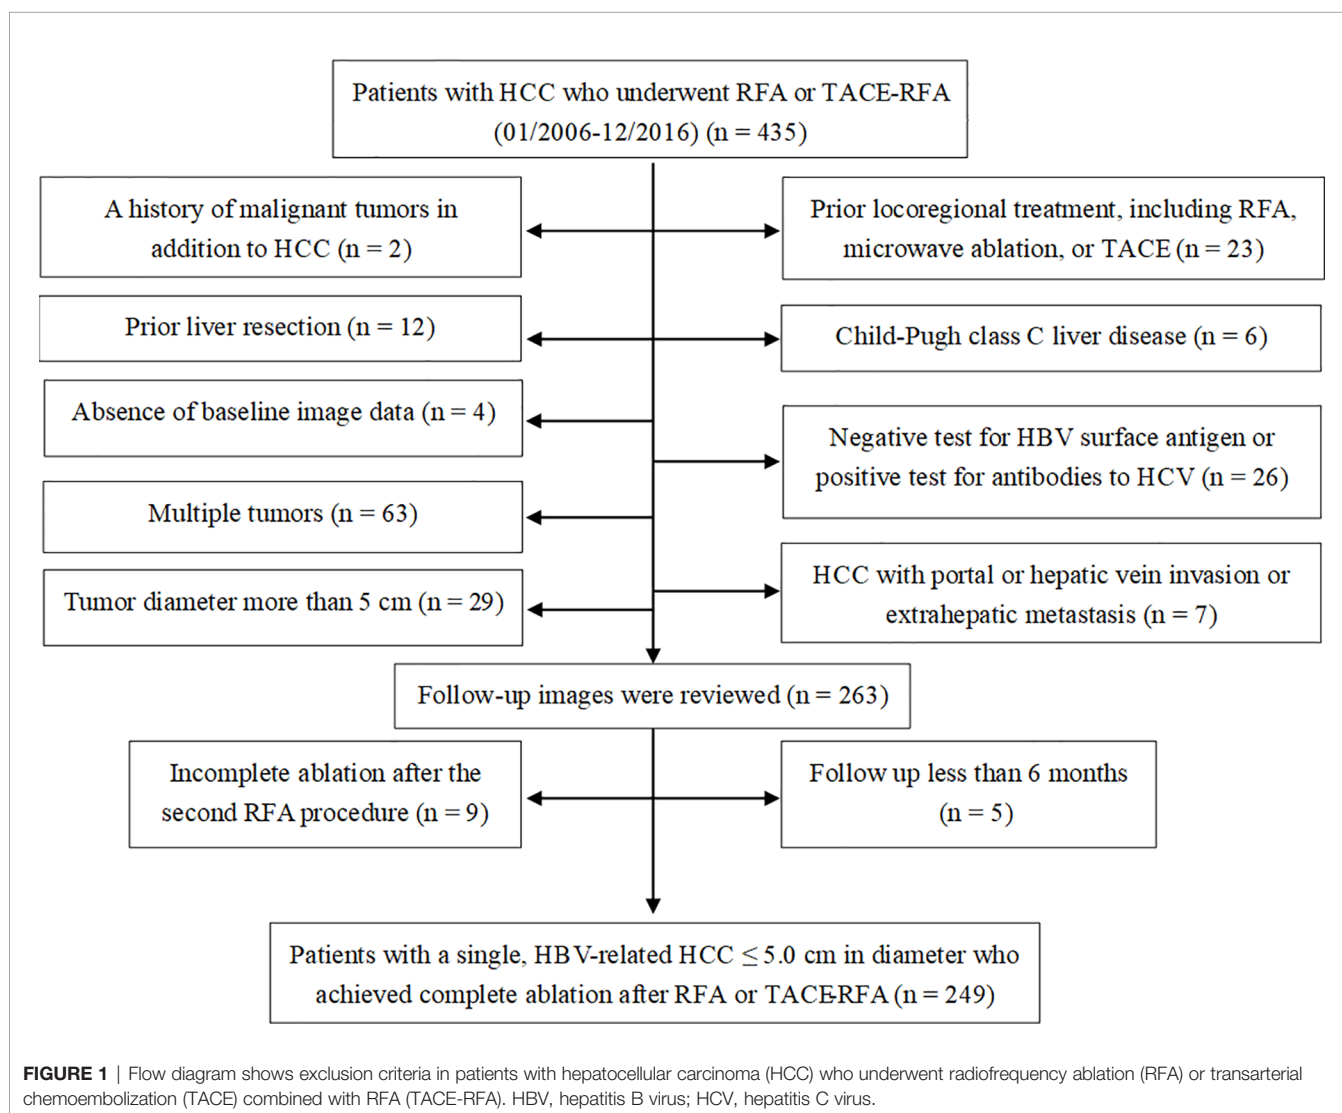 Patients with HCC who underwent RFA or TACE-RFA
(01/2006-12/2016) (n = 435)
A history of malignant tumors in
addition to HCC (n = 2)
Prior locoregional treatment, including RFA,
microwave ablation, or TACE (n = 23)
Prior liver resection (n = 12)
Child-Pugh class C liver disease (n = 6)
Absence of baseline image data (n = 4)
Negative test for HBV surface antigen or
positive test for antibodies to HCV (n = 26)
Multiple tumors (n = 63)
HCC with portal or hepatic vein invasion or
extrahepatic metastasis (n = 7)
Tumor diameter more than 5 cm (n = 29)
Follow-up images were reviewed (n = 263)
Incomplete ablation after the
second RFA procedure (n = 9)
Follow up less than 6 months
(n = 5)
Patients with a single, HBV-related HCC ≤ 5.0 cm in diameter who
achieved complete ablation after RFA or TACE-RFA (n = 249)
FIGURE 1 | Flow diagram shows exclusion criteria in patients with hepatocellular carcinoma (HCC) who underwent radiofrequency ablation (RFA) or transarterial
chemoembolization (TACE) combined with RFA (TACE-RFA). HBV, hepatitis B virus; HCV, hepatitis C virus.